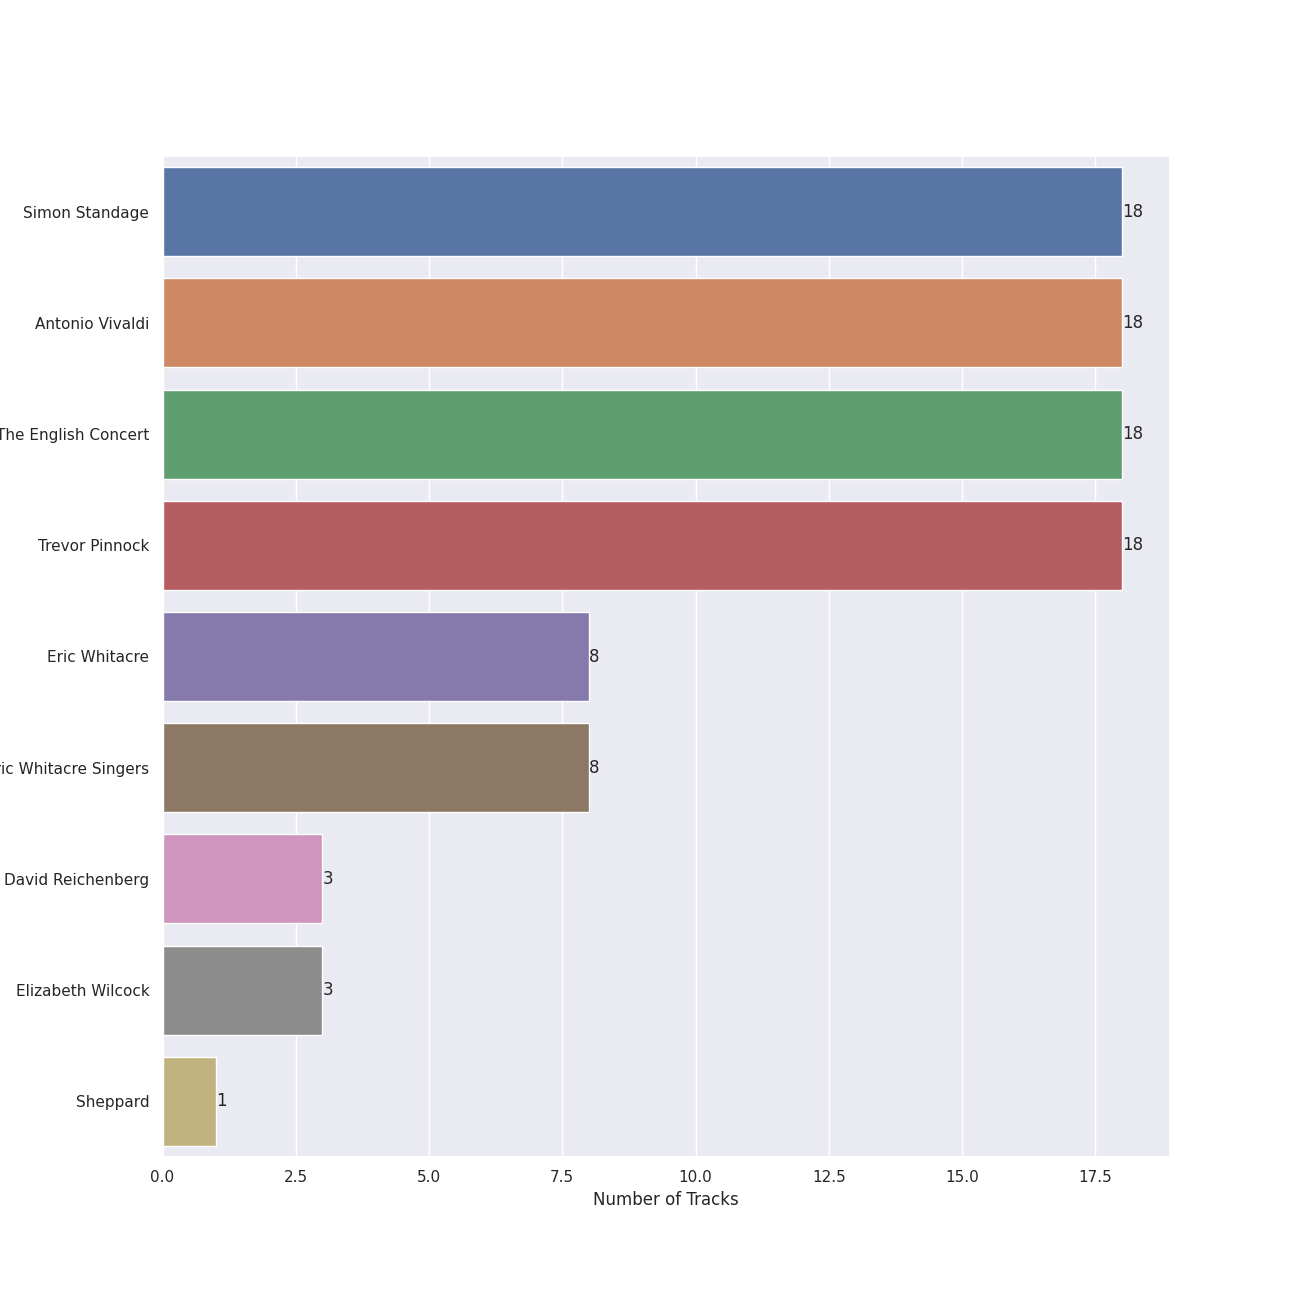 Simon Standage 18
Antonio Vivaldi 18
The English Concert 18
Trevor Pinnock 18
Eric Whitacre 8
Whitacre Singers 8
David Reichenberg 3
Elizabeth Wilcock 3
Sheppard 1
0.0 2.5 5.0 7.5 10.0 12.5 15.0 17.5
Number of Tracks